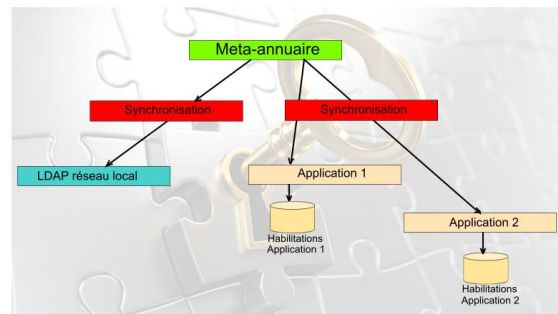 Meta-annuaire
Synchronisation
Synchronisation
LDAP réseau local
Application 1
Habilitations
Application 1
Application 2
Habilitations
Application 2